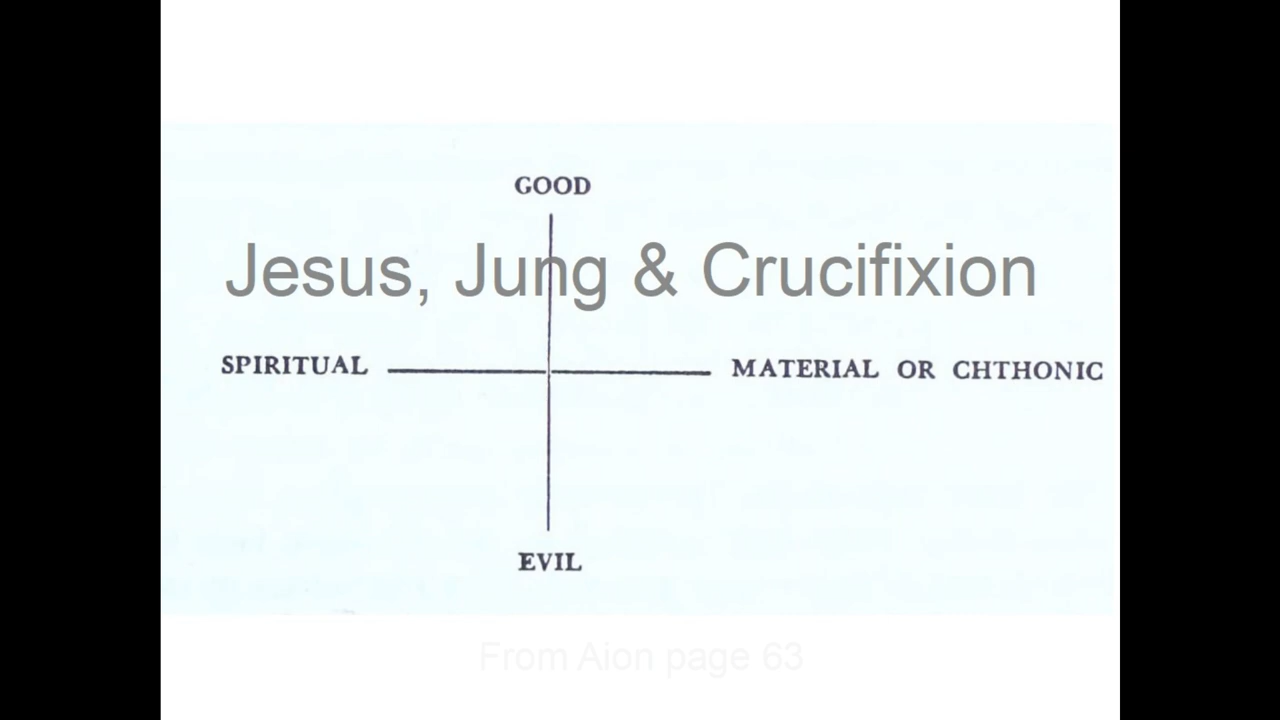 GOOD
Jesus, Jung & Crucifixion
SPIRITUAL
MATERIAL OR CHTHONIC
EVIL
From Aion page 63